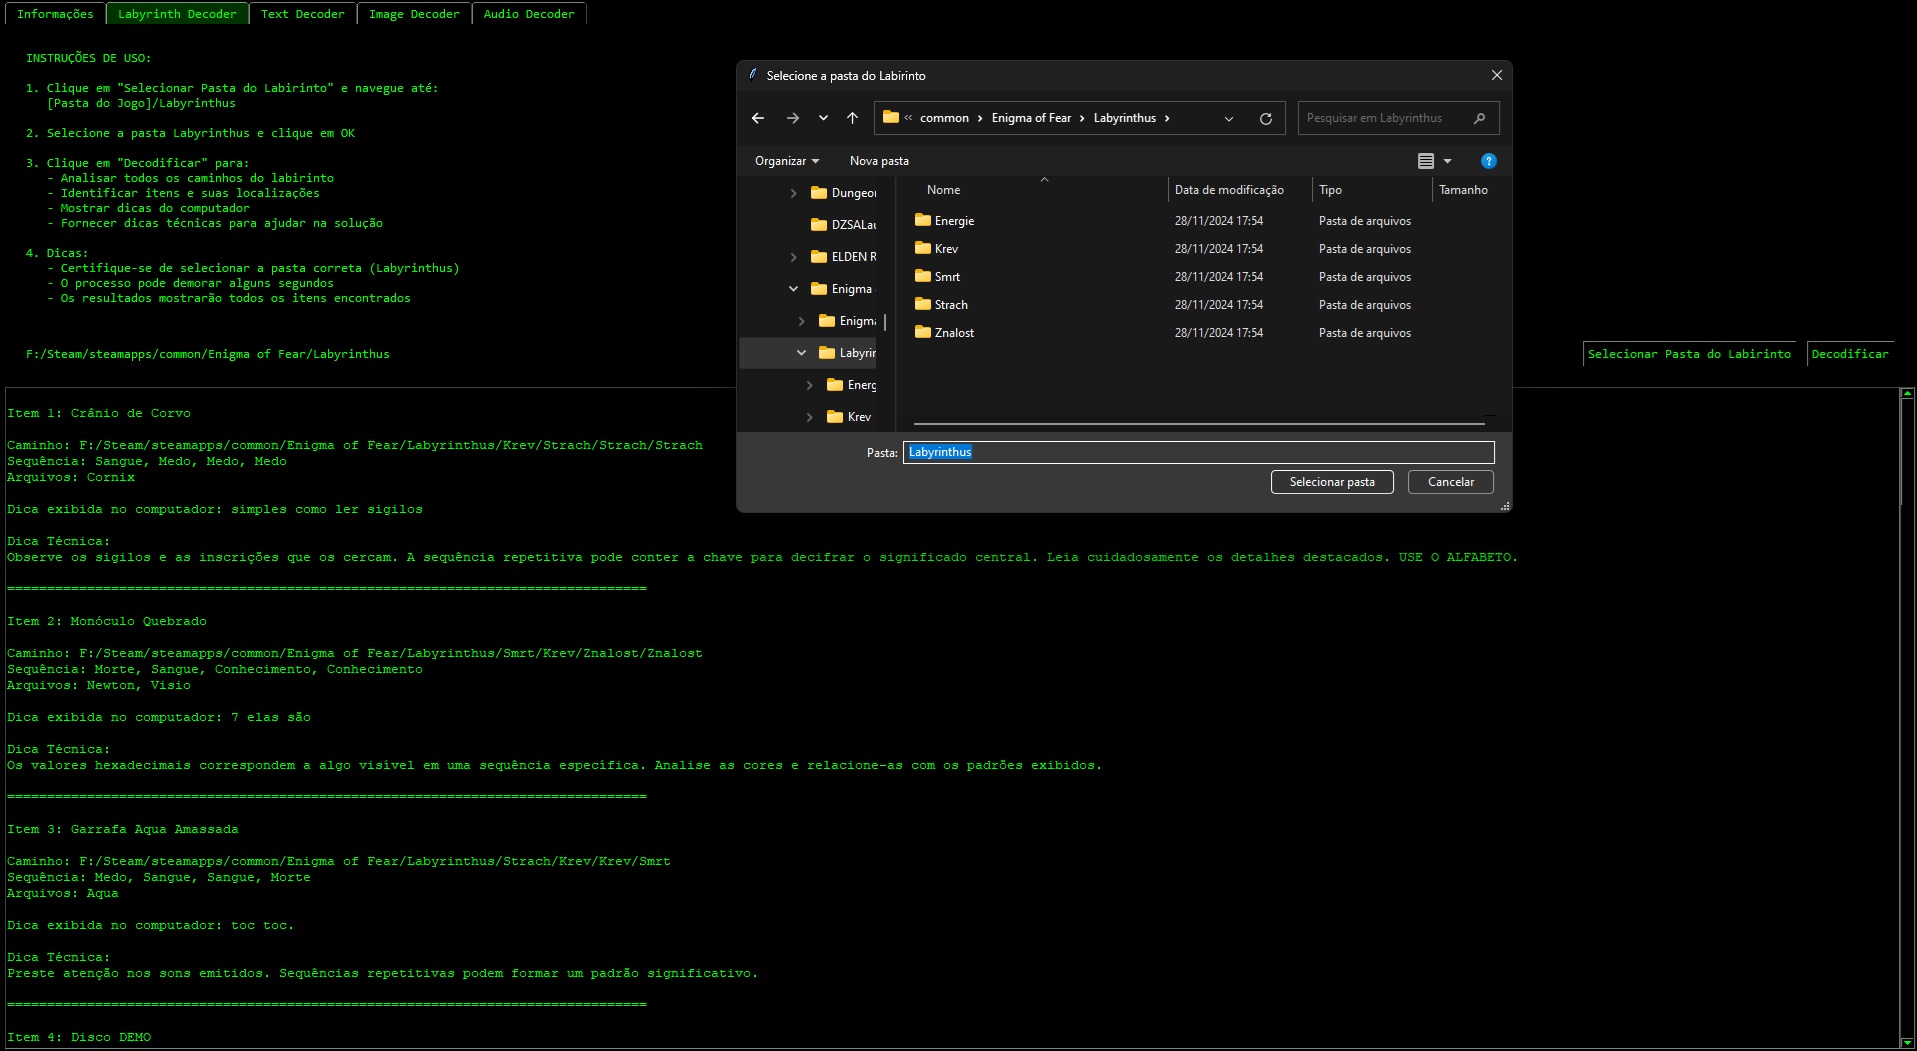 Informações
Labyrinth Decoder
Text Decoder
Image Decoder
Audio Decoder
INSTRUÇÕES DE USO:
1. Clique em "Selecionar Pasta do Labirinto" e navegue até:
[Pasta do Jogo]/Labyrinthus
2. Selecione a pasta Labyrinthus e clique em OK
3. Clique em "Decodificar" para:
- Analisar todos os caminhos do labirinto
- Identificar itens e suas localizações
- Mostrar dicas do computador
- Fornecer dicas técnicas para ajudar na solução
4. Dicas:
- Certifique-se de selecionar a pasta correta (Labyrinthus)
- O processo pode demorar alguns segundos
- Os resultados mostrarão todos os itens encontrados
F:/Steam/steamapps/common/Enigma of Fear/Labyrinthus
Selecionar Pasta do Labirinto
Decodificar
Selecione a pasta do Labirinto
« common › Enigma of Fear › Labyrinthus ›
Pesquisar em Labyrinthus
Organizar
Nova pasta
?
Dungeon
DZSALau
ELDEN R
Enigma
Enigma
Labyrin
Energ
Krev
Nome
Data de modificação
Tipo
Tamanho
Energie 28/11/2024 17:54 Pasta de arquivos
Krev 28/11/2024 17:54 Pasta de arquivos
Smrt 28/11/2024 17:54 Pasta de arquivos
Strach 28/11/2024 17:54 Pasta de arquivos
Znalost 28/11/2024 17:54 Pasta de arquivos
Pasta: Labyrinthus
Selecionar pasta
Cancelar
Item 1: Crânio de Corvo
Caminho: F:/Steam/steamapps/common/Enigma of Fear/Labyrinthus/Krev/Strach/Strach/Strach
Sequência: Sangue, Medo, Medo, Medo
Arquivos: Cornix
Dica exibida no computador: simples como ler sigilos
Dica Técnica:
Observe os sigilos e as inscrições que os cercam. A sequência repetitiva pode conter a chave para decifrar o significado central. Leia cuidadosamente os detalhes destacados. USE O ALFABETO.
================================================================================
Item 2: Monóculo Quebrado
Caminho: F:/Steam/steamapps/common/Enigma of Fear/Labyrinthus/Smrt/Krev/Znalost/Znalost
Sequência: Morte, Sangue, Conhecimento, Conhecimento
Arquivos: Newton, Visio
Dica exibida no computador: 7 elas são
Dica Técnica:
Os valores hexadecimais correspondem a algo visível em uma sequência específica. Analise as cores e relacione-as com os padrões exibidos.
================================================================================
Item 3: Garrafa Aqua Amassada
Caminho: F:/Steam/steamapps/common/Enigma of Fear/Labyrinthus/Strach/Krev/Krev/Smrt
Sequência: Medo, Sangue, Sangue, Morte
Arquivos: Aqua
Dica exibida no computador: toc toc.
Dica Técnica:
Preste atenção nos sons emitidos. Sequências repetitivas podem formar um padrão significativo.
================================================================================
Item 4: Disco DEMO